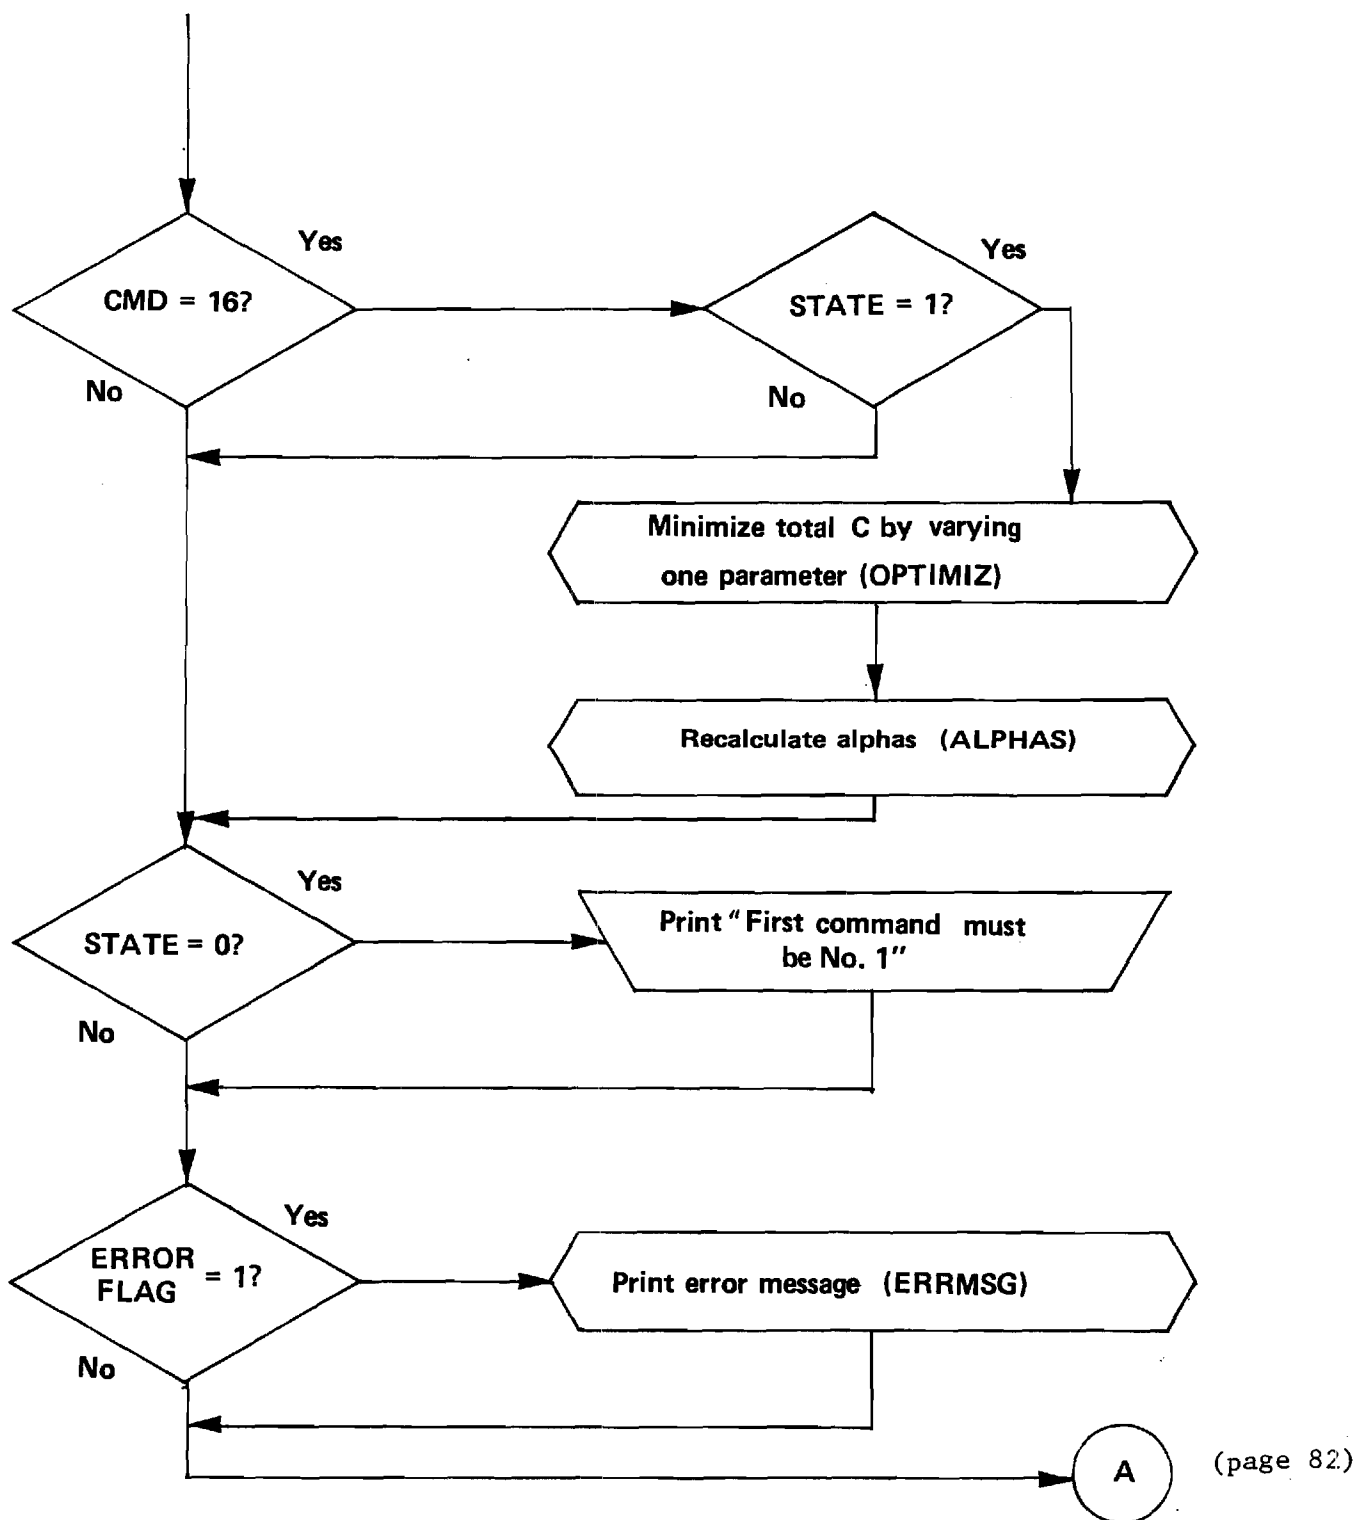 Yes
CMD = 16?
No
Yes
STATE = 1?
No
Minimize total C by varying
one parameter (OPTIMIZ)
Recalculate alphas (ALPHAS)
Yes
STATE = 0?
No
Print "First command must
be No. 1"
Yes
ERROR
FLAG = 1?
No
Print error message (ERRMSG)
A
(page 82)